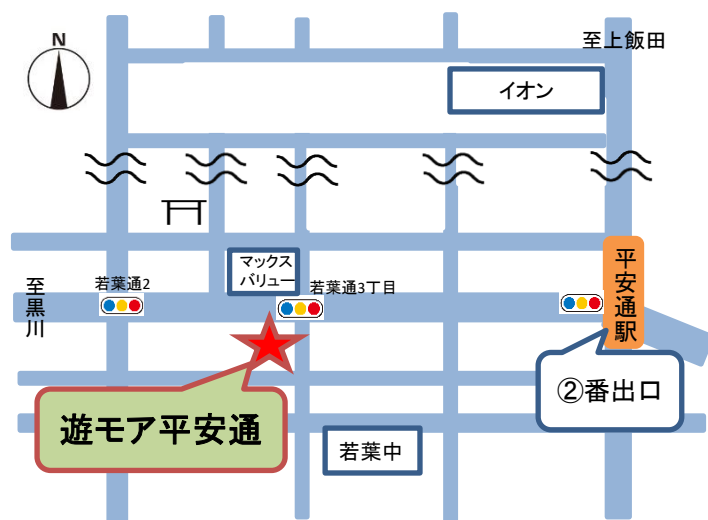 N
至上飯田
イオン
マックス
バリュー
若葉通2
若葉通3丁目
至黒川
平安通駅
②番出口
遊モア平安通
若葉中